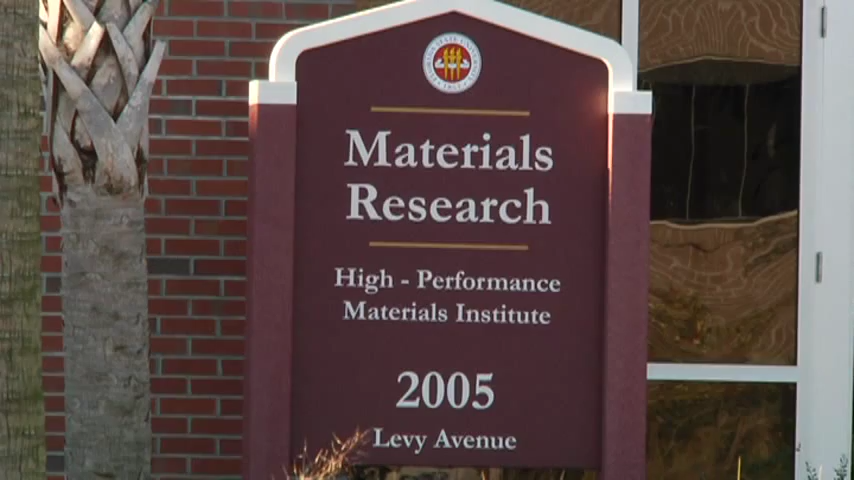 Materials
Research
High - Performance
Materials Institute
2005
Levy Avenue